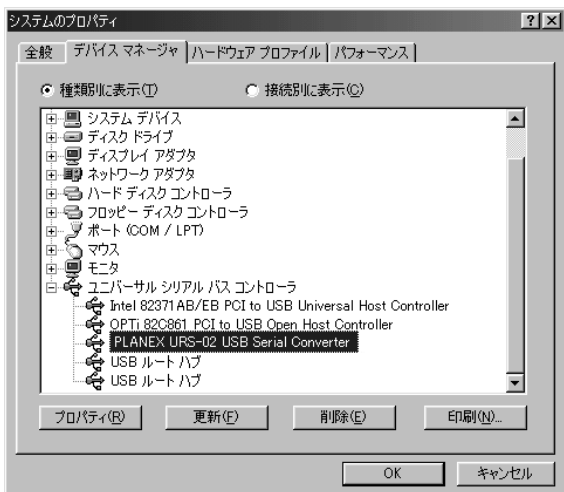 システムのプロパティ
全般 デバイス マネージャ ハードウェア プロファイル パフォーマンス
種類別に表示(T) 接続別に表示(C)
システム デバイス
ディスク ドライブ
ディスプレイ アダプタ
ネットワーク アダプタ
ハード ディスク コントローラ
フロッピー ディスク コントローラ
ポート (COM / LPT)
マウス
モニタ
ユニバーサル シリアル バス コントローラ
Intel 82371AB/EB PCI to USB Universal Host Controller
OPTi 82C861 PCI to USB Open Host Controller
PLANEX URS-02 USB Serial Converter
USB ルート ハブ
USB ルート ハブ
プロパティ(R) 更新(F) 削除(E) 印刷(N)...
OK キャンセル